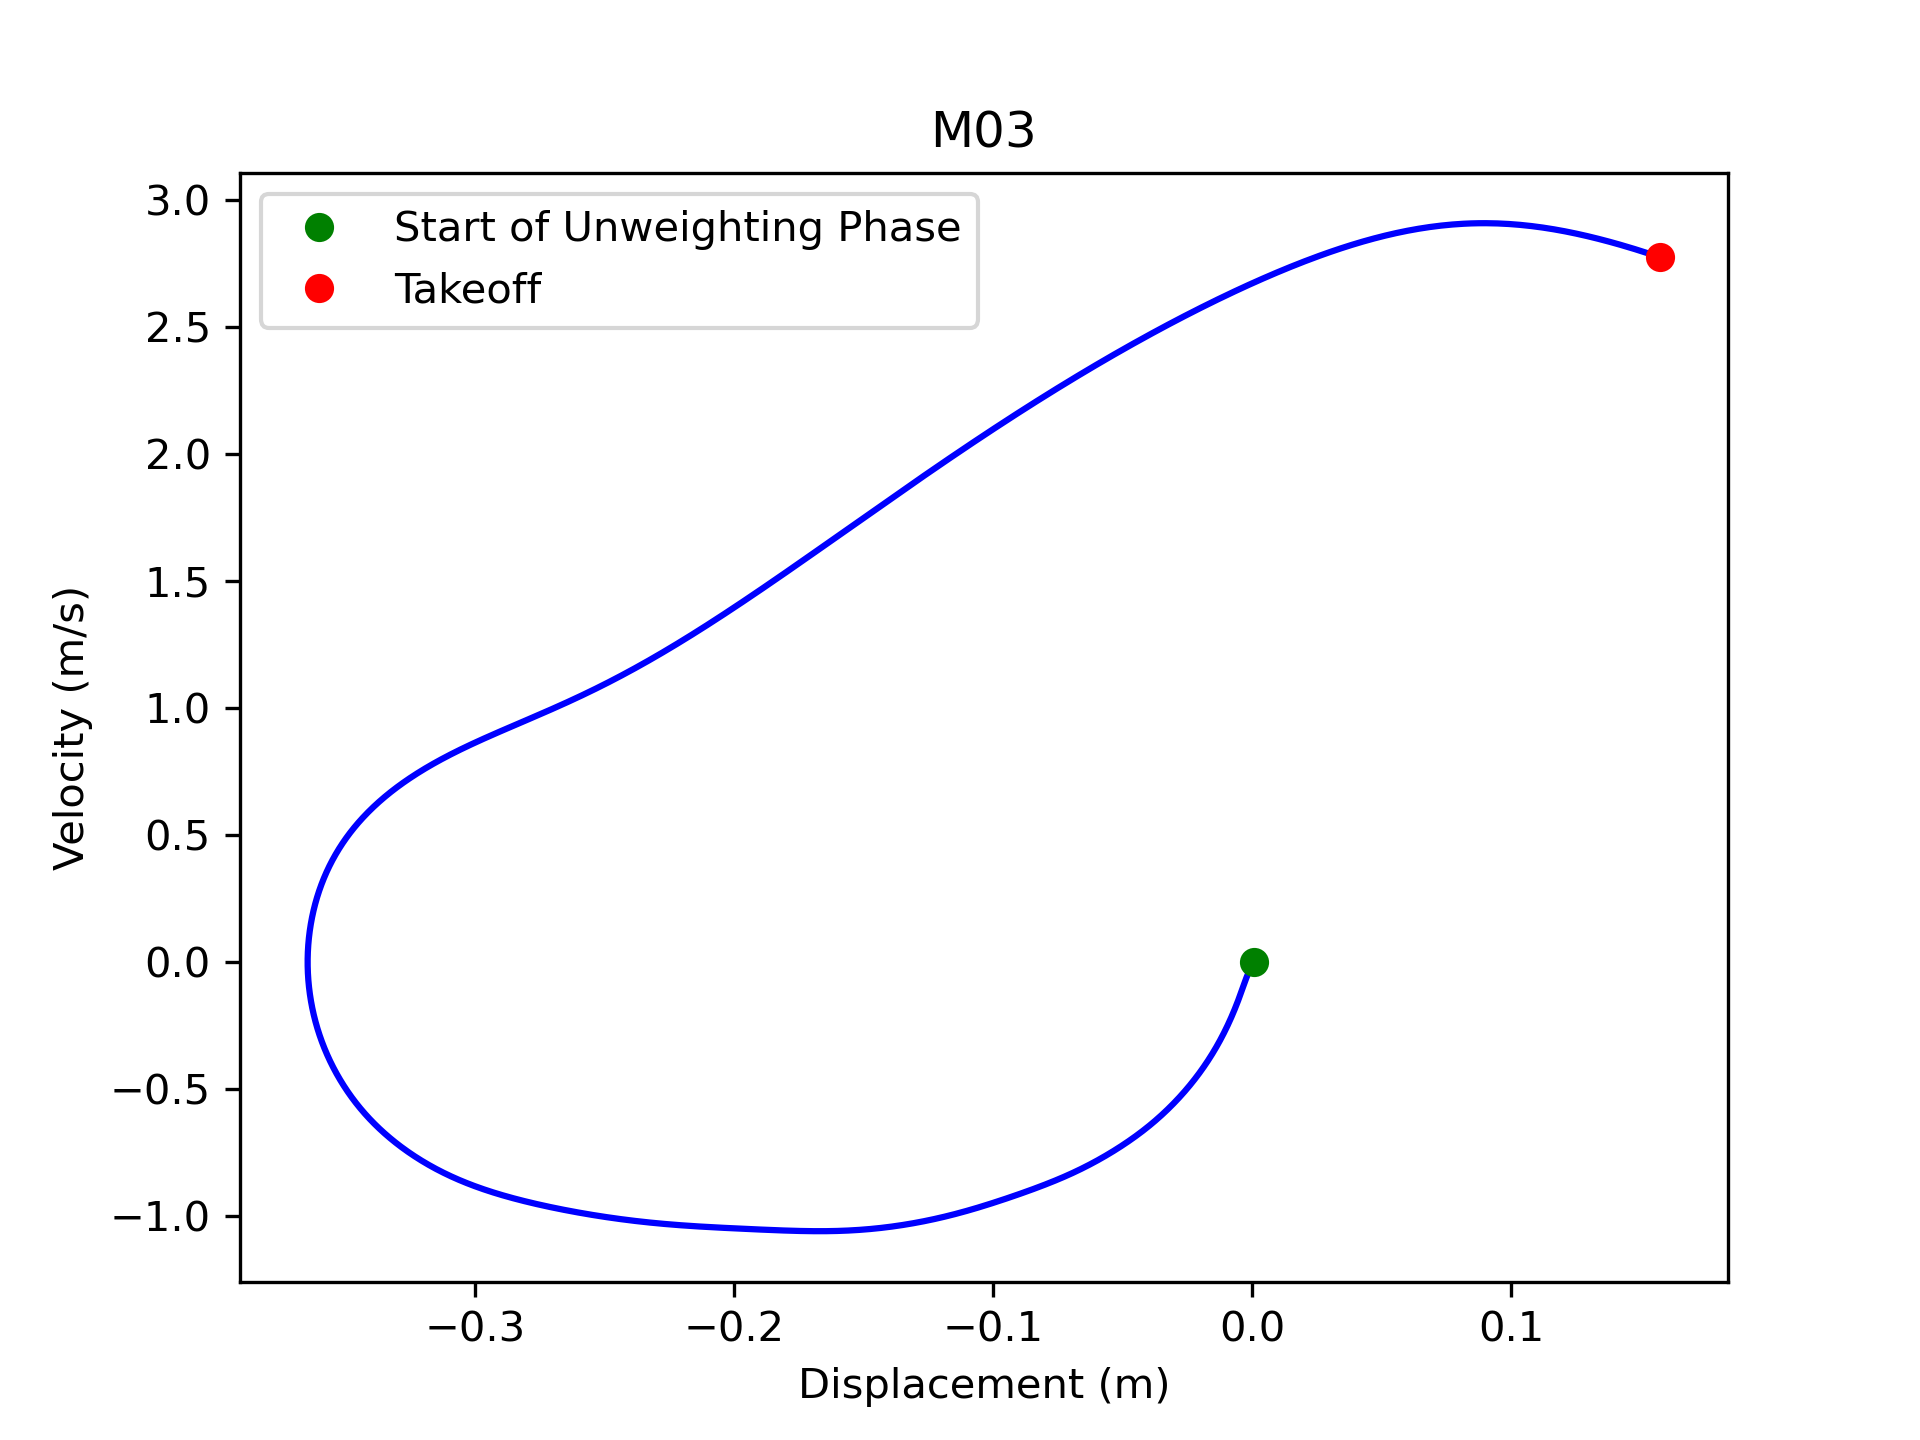 M03
Start of Unweighting Phase
Takeoff
3.0
2.5
2.0
1.5
1.0
0.5
0.0
−0.5
−1.0
Velocity (m/s)
−0.3 −0.2 −0.1 0.0 0.1
Displacement (m)